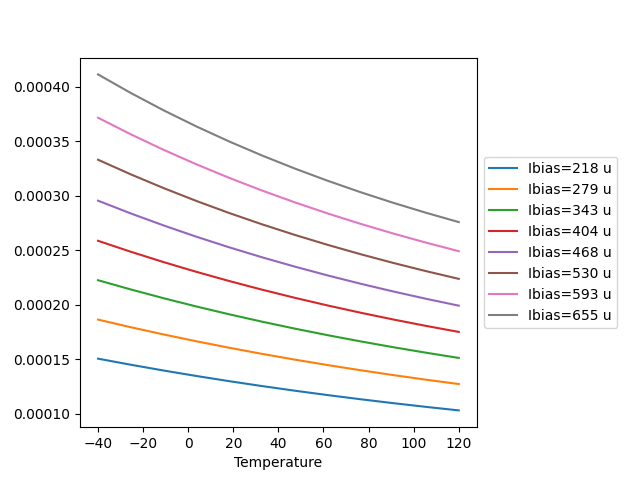 0.00040
0.00035
0.00030
0.00025
0.00020
0.00015
0.00010
−40 −20 0 20 40 60 80 100 120
Temperature
Ibias=218 u
Ibias=279 u
Ibias=343 u
Ibias=404 u
Ibias=468 u
Ibias=530 u
Ibias=593 u
Ibias=655 u